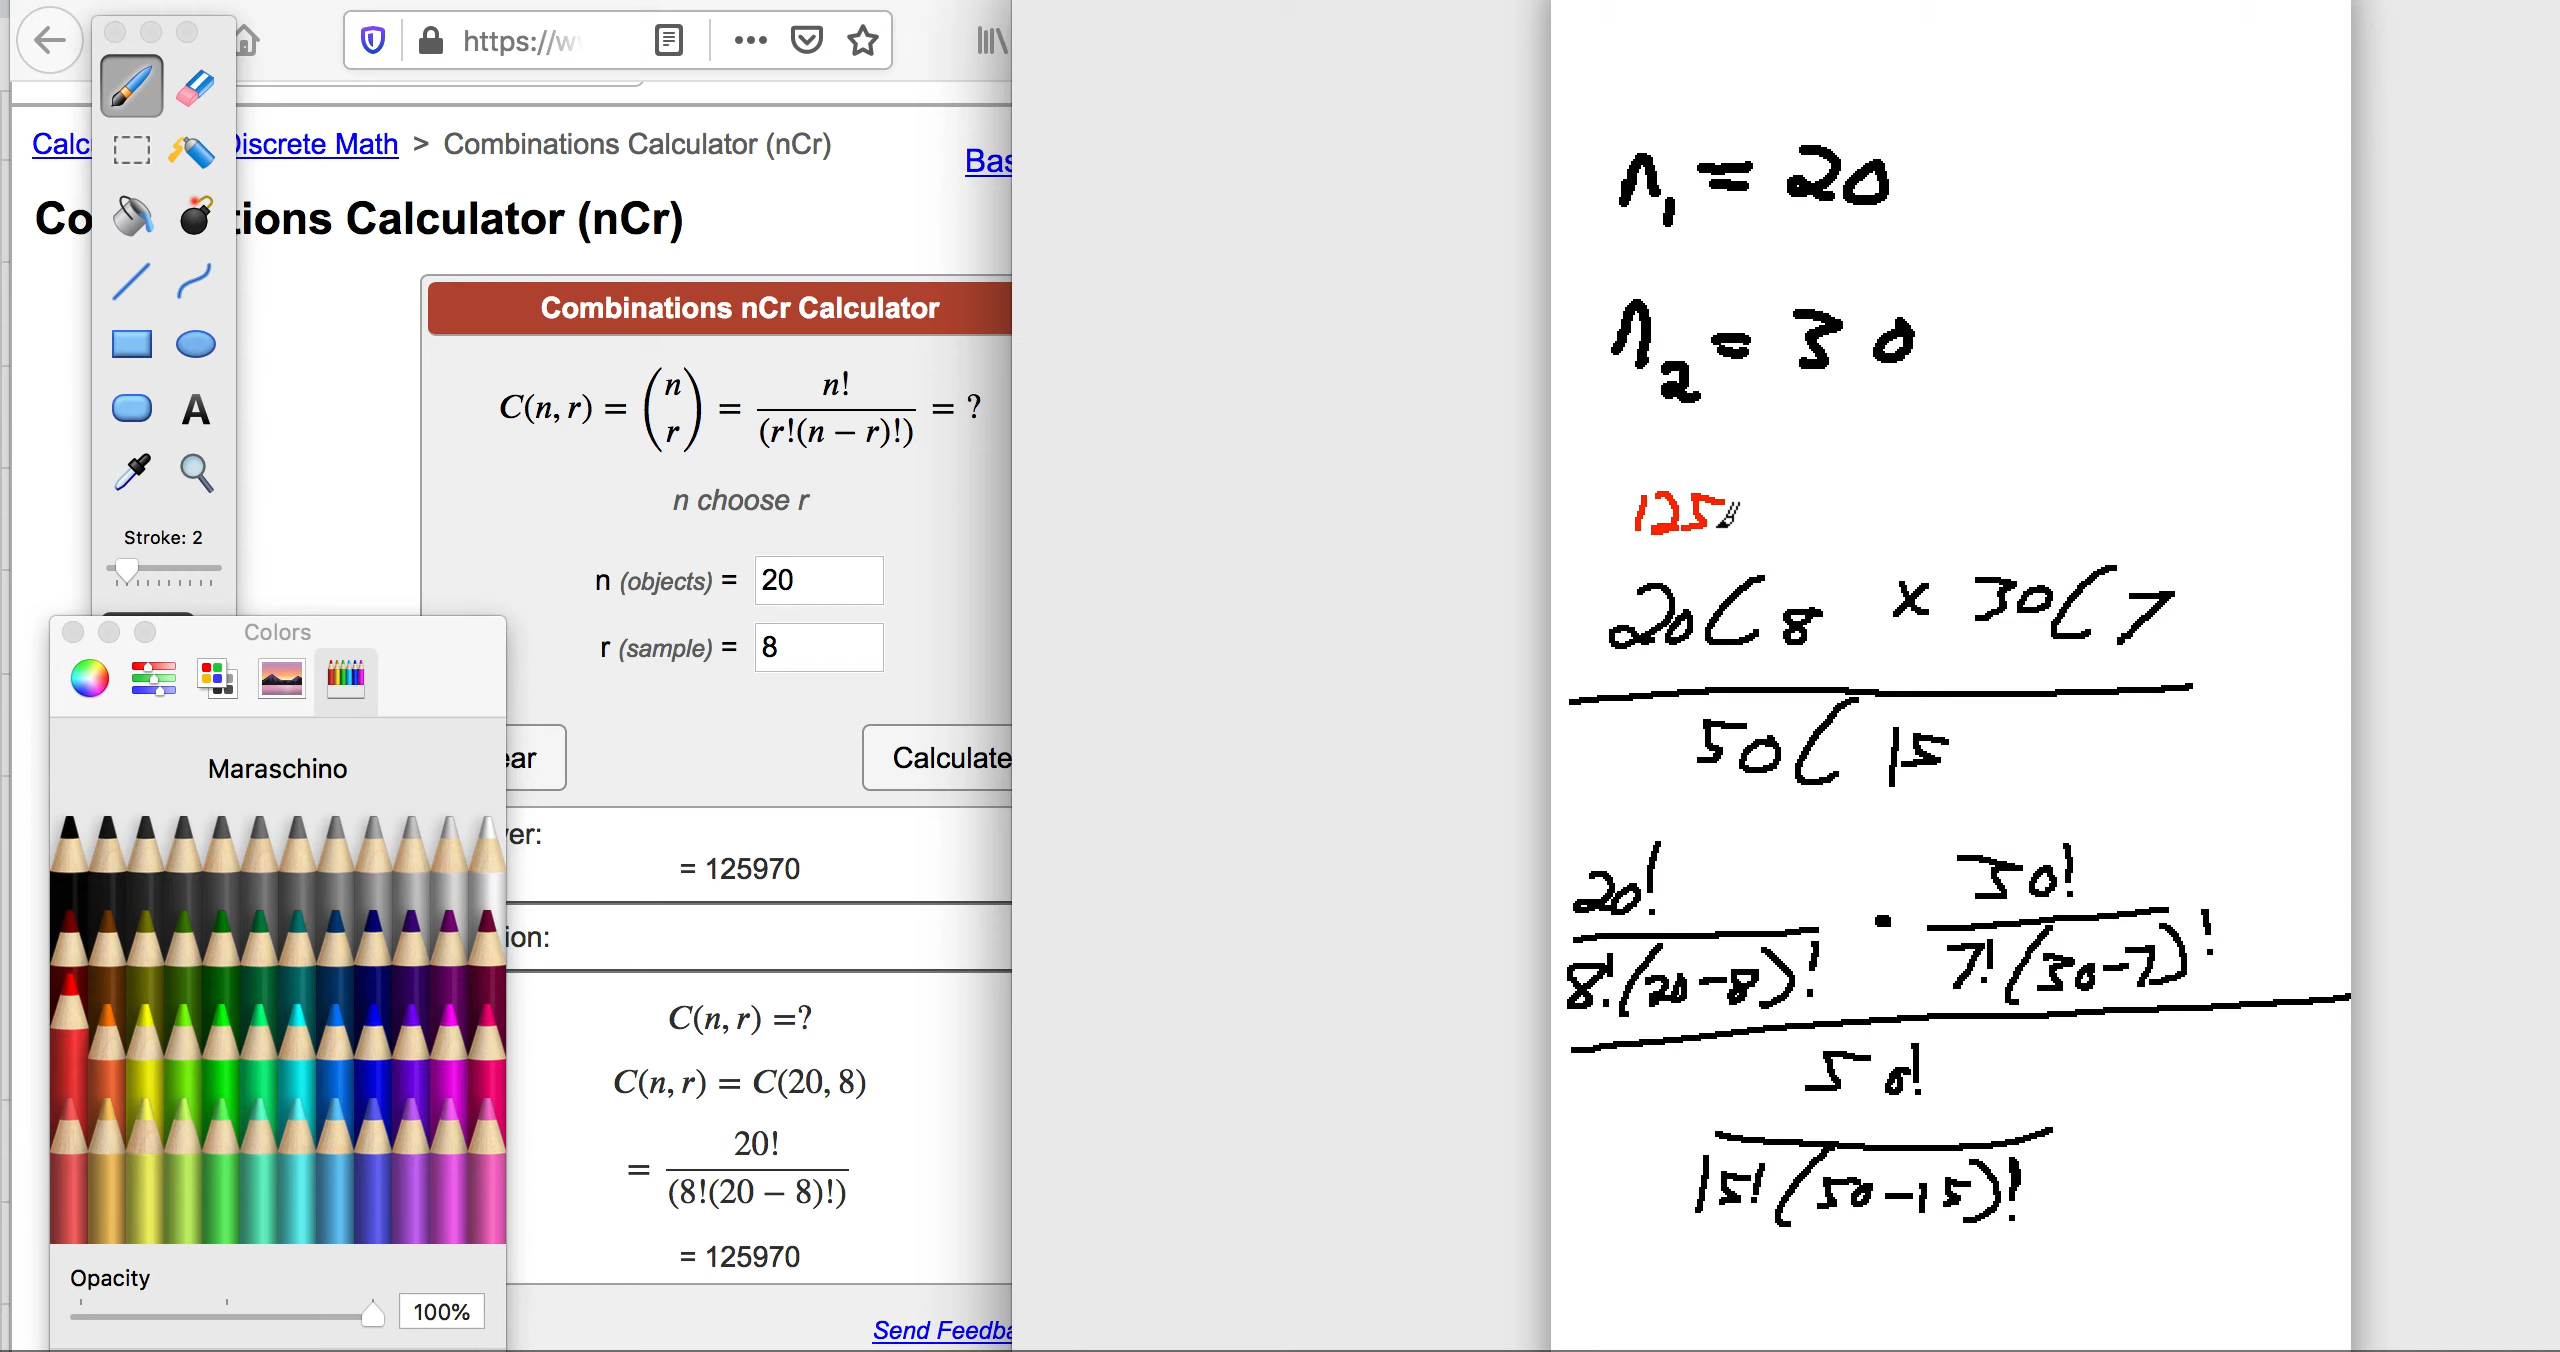 https://w
Calc
Discrete Math > Combinations Calculator (nCr)
Bas
Co
tions Calculator (nCr)
Combinations nCr Calculator
C(n, r) = (n r) = n! / (r!(n − r)!) = ?
n choose r
n (objects) = 20
r (sample) = 8
ear
Calculate
ver:
= 125970
ion:
C(n, r) =?
C(n, r) = C(20, 8)
= 20! / (8!(20 − 8)!)
= 125970
Send Feedba
Stroke: 2
A
Colors
Maraschino
Opacity
100%
n₁ = 20
n₂ = 30
125
20C8 × 30C7
50C15
20! · 30!
8!(20-8)! 7!(30-7)!
50!
15!(50-15)!